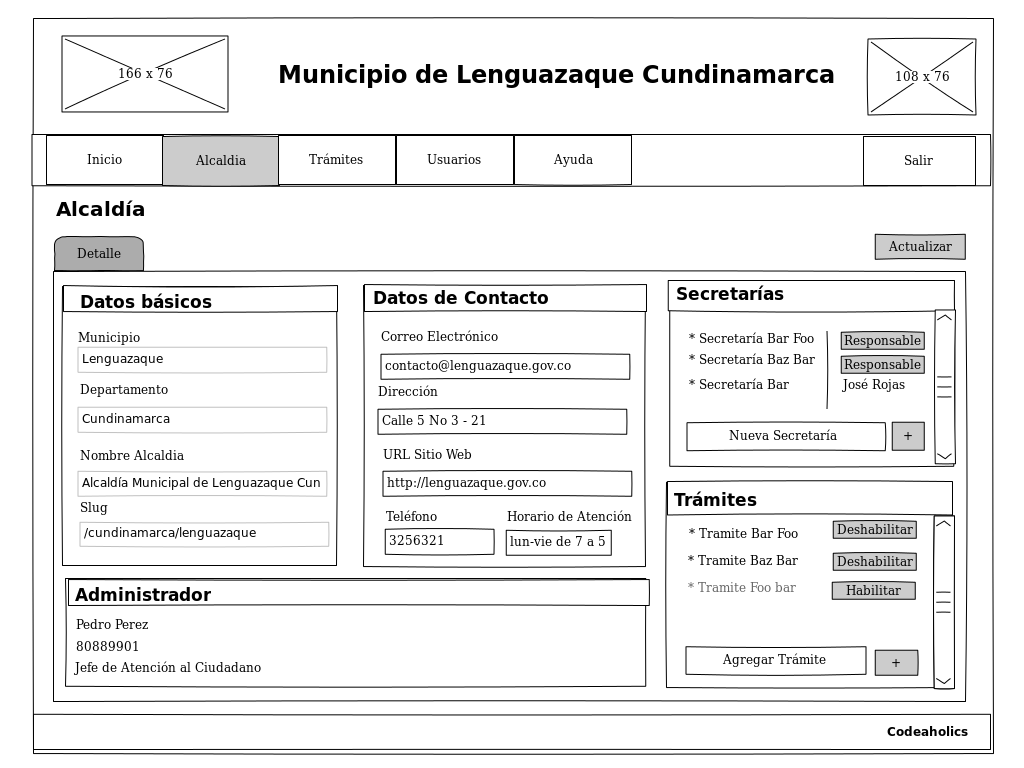 166 x 76
Municipio de Lenguazaque Cundinamarca
108 x 76
Inicio
Alcaldia
Trámites
Usuarios
Ayuda
Salir
Alcaldía
Detalle
Actualizar
Datos básicos
Municipio
Lenguazaque
Departamento
Cundinamarca
Nombre Alcaldia
Alcaldía Municipal de Lenguazaque Cun
Slug
/cundinamarca/lenguazaque
Datos de Contacto
Correo Electrónico
contacto@lenguazaque.gov.co
Dirección
Calle 5 No 3 - 21
URL Sitio Web
http://lenguazaque.gov.co
Teléfono
Horario de Atención
3256321
lun-vie de 7 a 5
Secretarías
* Secretaría Bar Foo
Responsable
* Secretaría Baz Bar
Responsable
* Secretaría Bar
José Rojas
Nueva Secretaría
+
Trámites
* Tramite Bar Foo
Deshabilitar
* Tramite Baz Bar
Deshabilitar
* Tramite Foo bar
Habilitar
Agregar Trámite
+
Administrador
Pedro Perez
80889901
Jefe de Atención al Ciudadano
Codeaholics